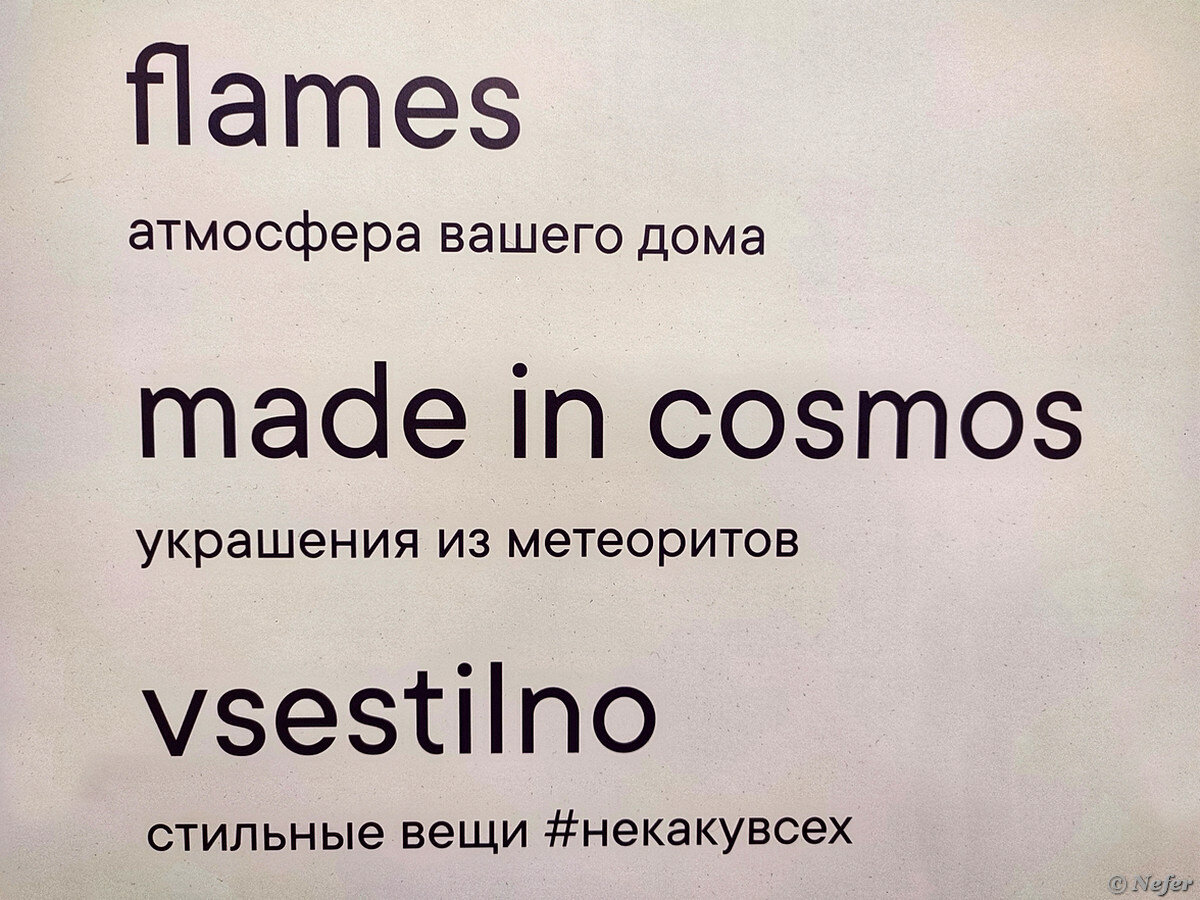 flames
атмосфера вашего дома
made in cosmos
украшения из метеоритов
vsestilno
стильные вещи #некакувсех
© Nefer